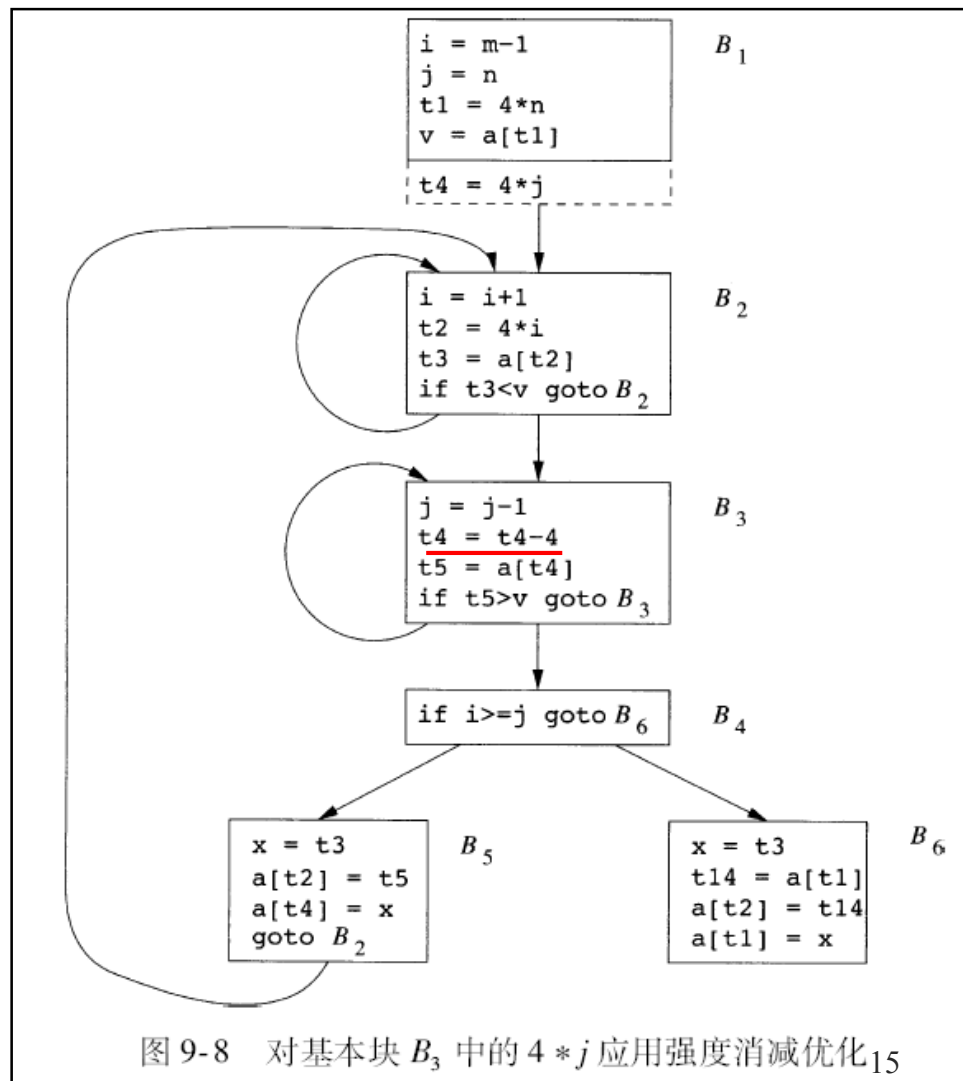 i = m-1
j = n
t1 = 4*n
v = a[t1]
t4 = 4*j
B1
i = i+1
t2 = 4*i
t3 = a[t2]
if t3<v goto B2
B2
j = j-1
t4 = t4-4
t5 = a[t4]
if t5>v goto B3
B3
if i>=j goto B6
B4
x = t3
a[t2] = t5
a[t4] = x
goto B2
B5
x = t3
t14 = a[t1]
a[t2] = t14
a[t1] = x
B6
图 9-8 对基本块 B3 中的 4 * j 应用强度消减优化
15